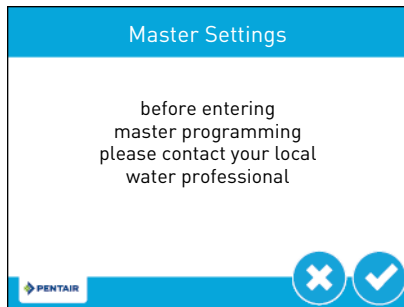 Master Settings
before entering
master programming
please contact your local
water professional
PENTAIR